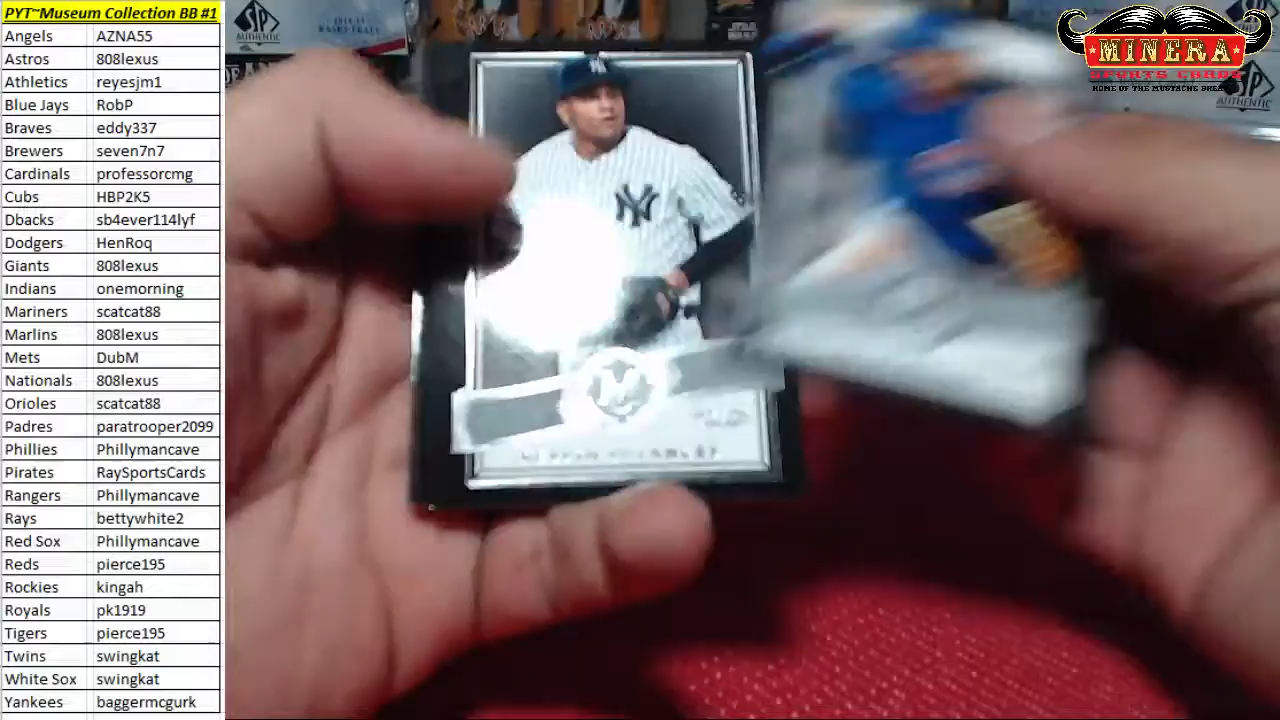 PYT~Museum Collection BB #1
Angels AZNA55
Astros 808lexus
Athletics reyesjm1
Blue Jays RobP
Braves eddy337
Brewers seven7n7
Cardinals professorcmg
Cubs HBP2K5
Dbacks sb4ever114lyf
Dodgers HenRoq
Giants 808lexus
Indians onemorning
Mariners scatcat88
Marlins 808lexus
Mets DubM
Nationals 808lexus
Orioles scatcat88
Padres paratrooper2099
Phillies Phillymancave
Pirates RaySportsCards
Rangers Phillymancave
Rays bettywhite2
Red Sox Phillymancave
Reds pierce195
Rockies kingah
Royals pk1919
Tigers pierce195
Twins swingkat
White Sox swingkat
Yankees baggermcgurk
MINERA
SPORTS CARDS
HOME OF THE MUSTACHE
SP
AUTHENTIC
BASKETBALL
NY
M
SP
AUTHENTIC